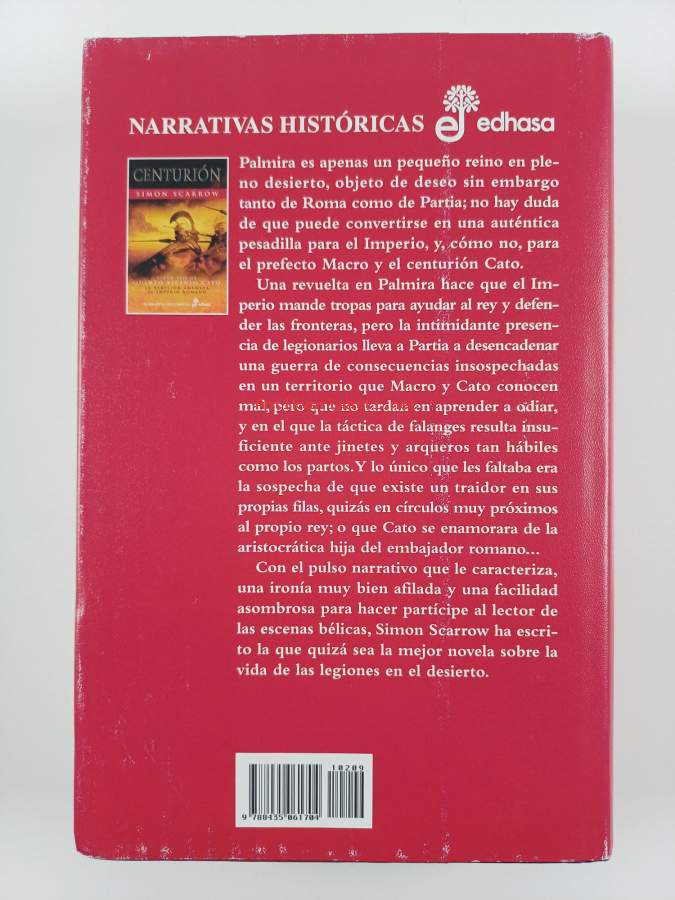 NARRATIVAS HISTÓRICAS edhasa
CENTURIÓN
SIMON SCARROW
Palmira es apenas un pequeño reino en ple-
no desierto, objeto de deseo sin embargo
tanto de Roma como de Partia; no hay duda
de que puede convertirse en una auténtica
pesadilla para el Imperio, y, cómo no, para
el prefecto Macro y el centurión Cato.
Una revuelta en Palmira hace que el Im-
perio mande tropas para ayudar al rey y defen-
der las fronteras, pero la intimidante presen-
cia de legionarios lleva a Partia a desencadenar
una guerra de consecuencias insospechadas
en un territorio que Macro y Cato conocen
mal, pero que no tardan en aprender a odiar,
y en el que la táctica de falanges resulta insu-
ficiente ante jinetes y arqueros tan hábiles
como los partos. Y lo único que les faltaba era
la sospecha de que existe un traidor en sus
propias filas, quizás en círculos muy próximos
al propio rey; o que Cato se enamorara de la
aristocrática hija del embajador romano...
Con el pulso narrativo que le caracteriza,
una ironía muy bien afilada y una facilidad
asombrosa para hacer partícipe al lector de
las escenas bélicas, Simon Scarrow ha escri-
to la que quizá sea la mejor novela sobre la
vida de las legiones en el desierto.
10209
9 788435 061704